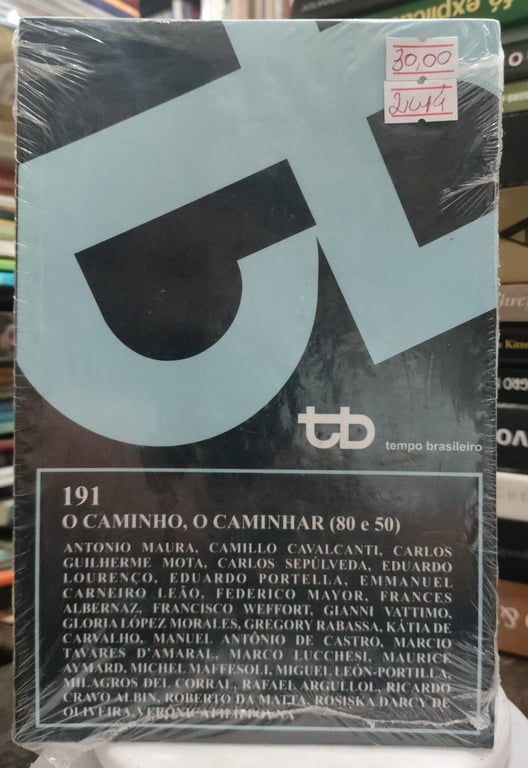 30,00
2414
tb
tempo brasileiro
191
O CAMINHO, O CAMINHAR (80 e 50)
ANTONIO MAURA, CAMILLO CAVALCANTI, CARLOS
GUILHERME MOTA, CARLOS SEPÚLVEDA, EDUARDO
LOURENÇO, EDUARDO PORTELLA, EMMANUEL
CARNEIRO LEÃO, FEDERICO MAYOR, FRANCES
ALBERNAZ, FRANCISCO WEFFORT, GIANNI VATTIMO,
GLORIA LÓPEZ MORALES, GREGORY RABASSA, KÁTIA DE
CARVALHO, MANUEL ANTÔNIO DE CASTRO, MARCIO
TAVARES D'AMARAL, MARCO LUCCHESI, MAURICE
AYMARD, MICHEL MAFFESOLI, MIGUEL LEÓN-PORTILLA,
MILAGROS DEL CORRAL, RAFAEL ARGULLOL, RICARDO
CRAVO ALBIN, ROBERTO DA MATTA, ROSISKA DARCY DE
OLIVEIRA, VERÔNICA FILIPPOVNA